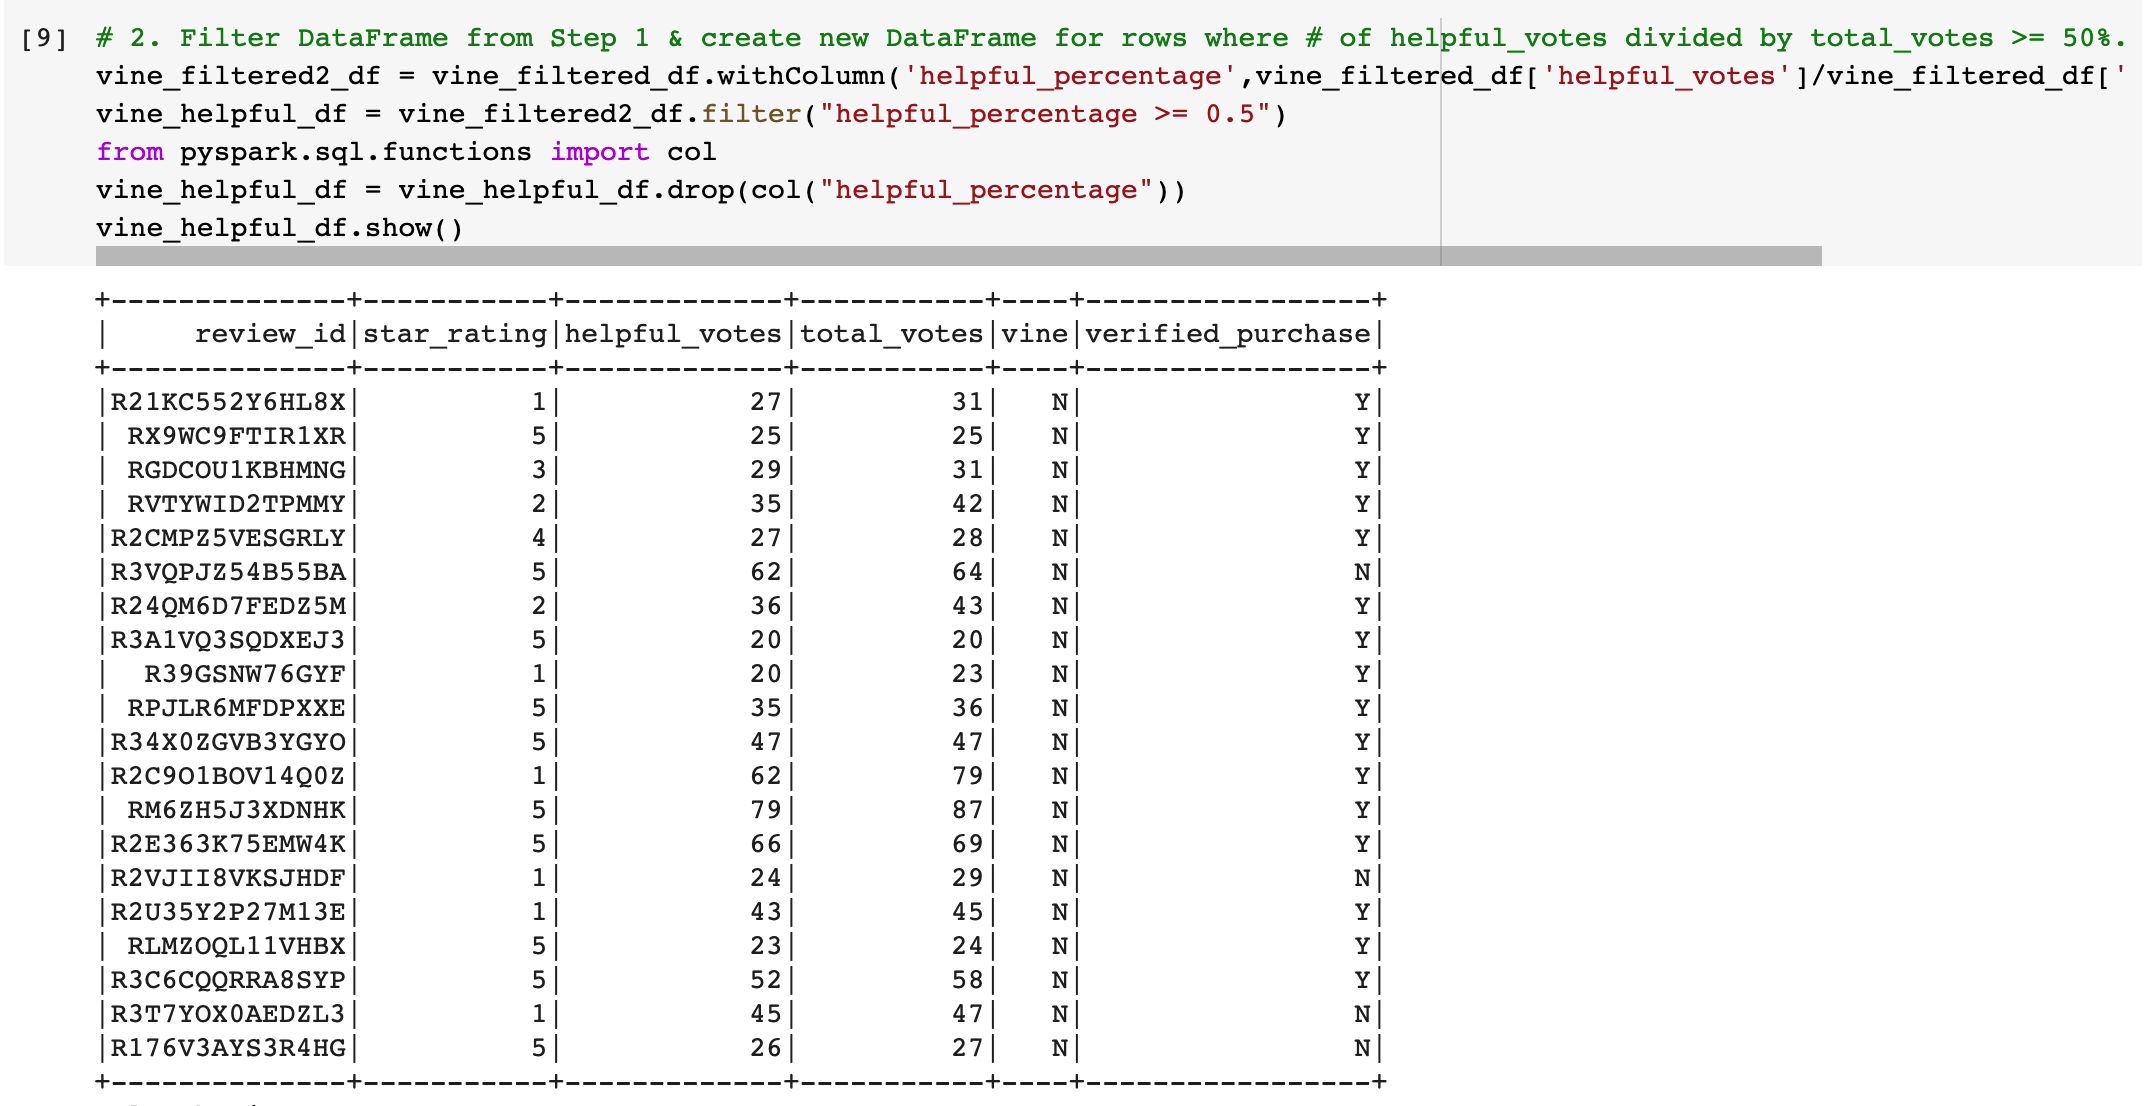 [9] # 2. Filter DataFrame from Step 1 & create new DataFrame for rows where # of helpful_votes divided by total_votes >= 50%.
vine_filtered2_df = vine_filtered_df.withColumn('helpful_percentage',vine_filtered_df['helpful_votes']/vine_filtered_df['
vine_helpful_df = vine_filtered2_df.filter("helpful_percentage >= 0.5")
from pyspark.sql.functions import col
vine_helpful_df = vine_helpful_df.drop(col("helpful_percentage"))
vine_helpful_df.show()
+--------------+-----------+-------------+-----------+----+-----------------+
|     review_id|star_rating|helpful_votes|total_votes|vine|verified_purchase|
+--------------+-----------+-------------+-----------+----+-----------------+
|R21KC552Y6HL8X|          1|           27|         31|   N|                Y|
| RX9WC9FTIR1XR|          5|           25|         25|   N|                Y|
| RGDCOU1KBHMNG|          3|           29|         31|   N|                Y|
| RVTYWID2TPMMY|          2|           35|         42|   N|                Y|
|R2CMPZ5VESGRLY|          4|           27|         28|   N|                Y|
|R3VQPJZ54B55BA|          5|           62|         64|   N|                N|
|R24QM6D7FEDZ5M|          2|           36|         43|   N|                Y|
|R3A1VQ3SQDXEJ3|          5|           20|         20|   N|                Y|
|  R39GSNW76GYF|          1|           20|         23|   N|                Y|
| RPJLR6MFDPXXE|          5|           35|         36|   N|                Y|
|R34X0ZGVB3YGYO|          5|           47|         47|   N|                Y|
|R2C9O1BOV14Q0Z|          1|           62|         79|   N|                Y|
| RM6ZH5J3XDNHK|          5|           79|         87|   N|                Y|
|R2E363K75EMW4K|          5|           66|         69|   N|                Y|
|R2VJII8VKSJHDF|          1|           24|         29|   N|                N|
|R2U35Y2P27M13E|          1|           43|         45|   N|                Y|
| RLMZOQL11VHBX|          5|           23|         24|   N|                Y|
|R3C6CQQRRA8SYP|          5|           52|         58|   N|                Y|
|R3T7YOX0AEDZL3|          1|           45|         47|   N|                N|
|R176V3AYS3R4HG|          5|           26|         27|   N|                N|
+--------------+-----------+-------------+-----------+----+-----------------+